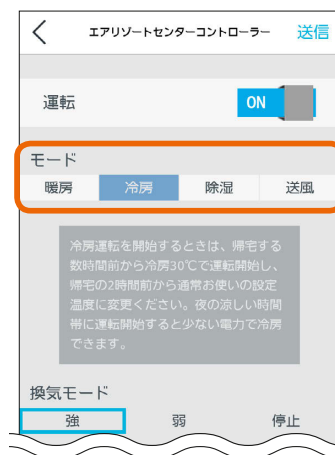 エアリゾートセンターコントローラー 送信
運転 ON
モード
暖房 冷房 除湿 送風
冷房運転を開始するときは、帰宅する
数時間前から冷房30℃で運転開始し、
帰宅の2時間前から通常お使いの設定
温度に変更ください。夜の涼しい時間
帯に運転開始すると少ない電力で冷房
できます。
換気モード
強 弱 停止